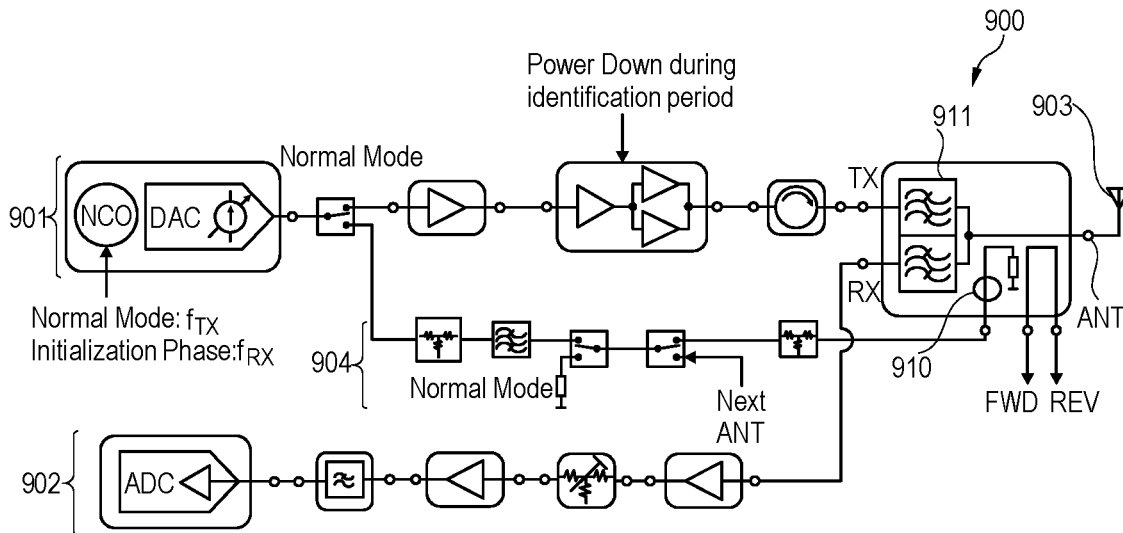 900
Power Down during
identification period
911
903
Normal Mode
TX
901
NCO
DAC
RX
ANT
Normal Mode: fTX
Initialization Phase:fRX
904
Normal Mode
Next
ANT
910
FWD
REV
902
ADC